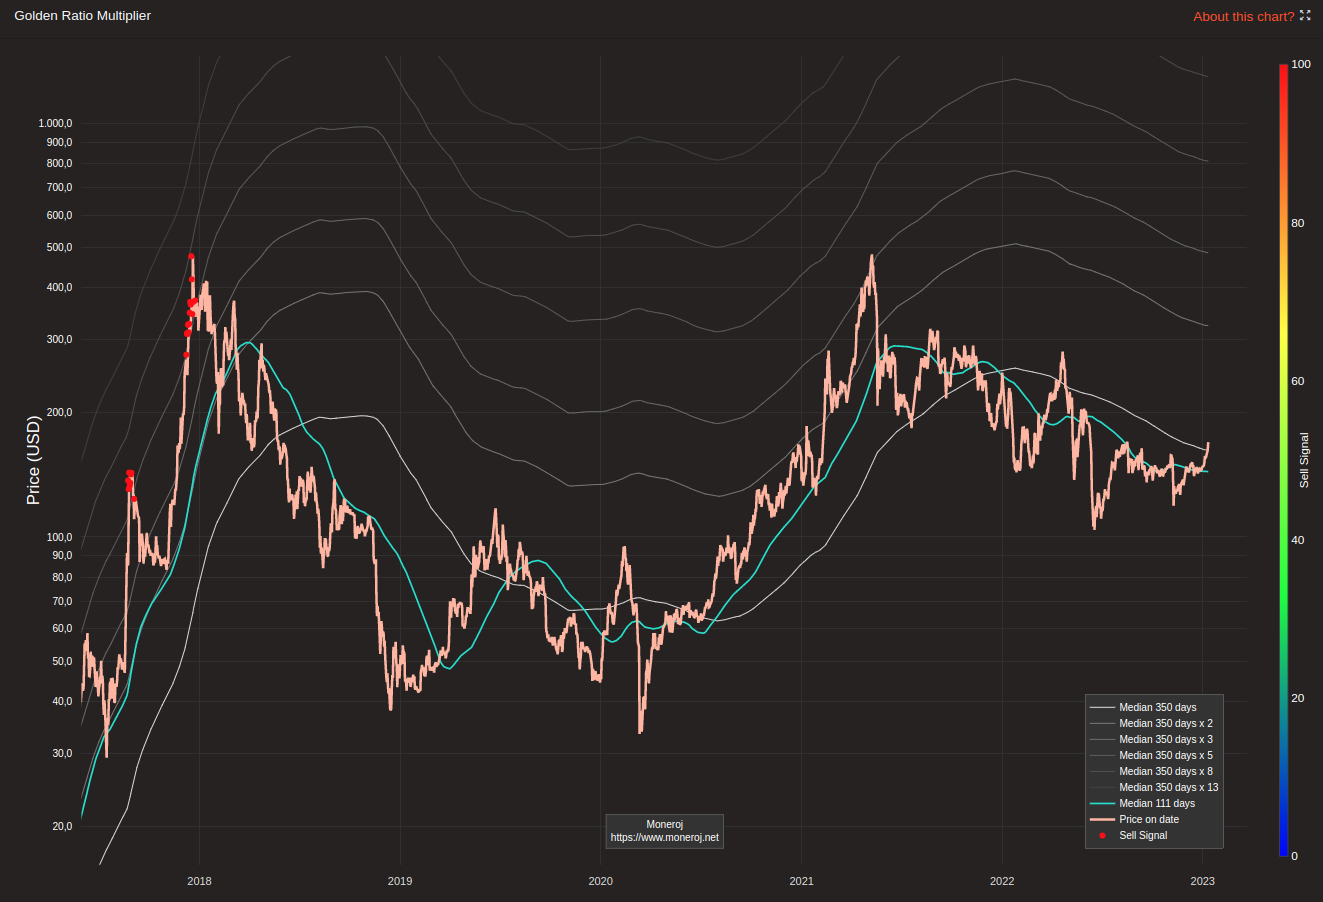 Golden Ratio Multiplier
About this chart?
100
1.000,0
900,0
800,0
700,0
600,0
500,0
400,0
300,0
200,0
100,0
90,0
80,0
70,0
60,0
50,0
40,0
30,0
20,0
Price (USD)
80
60
40
20
0
Sell Signal
Median 350 days
Median 350 days x 2
Median 350 days x 3
Median 350 days x 5
Median 350 days x 8
Median 350 days x 13
Median 111 days
Price on date
Sell Signal
Moneroj
https://www.moneroj.net
2018
2019
2020
2021
2022
2023